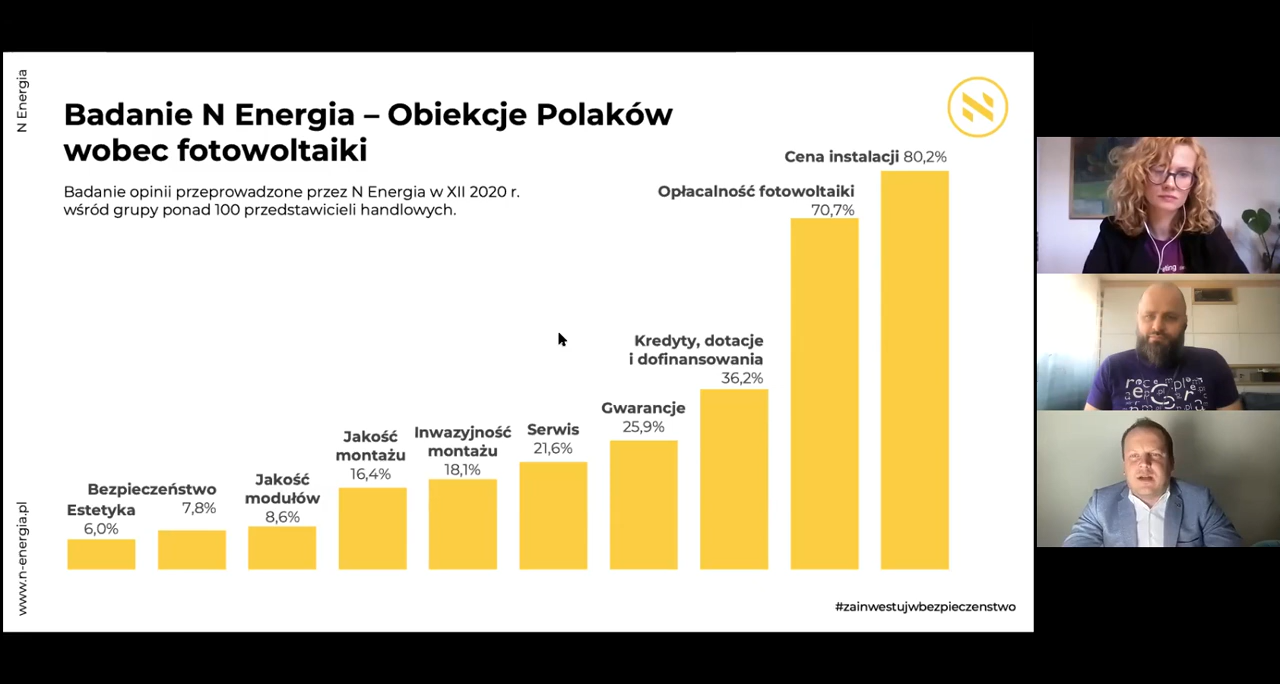 N Energia
Badanie N Energia – Obiekcje Polaków
wobec fotowoltaiki
Badanie opinii przeprowadzone przez N Energia w XII 2020 r.
wśród grupy ponad 100 przedstawicieli handlowych.
Estetyka
6,0%
Bezpieczeństwo
7,8%
Jakość
modułów
8,6%
Jakość
montażu
16,4%
Inwazyjność
montażu
18,1%
Serwis
21,6%
Gwarancje
25,9%
Kredyty, dotacje
i dofinansowania
36,2%
Opłacalność fotowoltaiki
70,7%
Cena instalacji 80,2%
www.n-energia.pl
#zainwestujwbezpieczenstwo